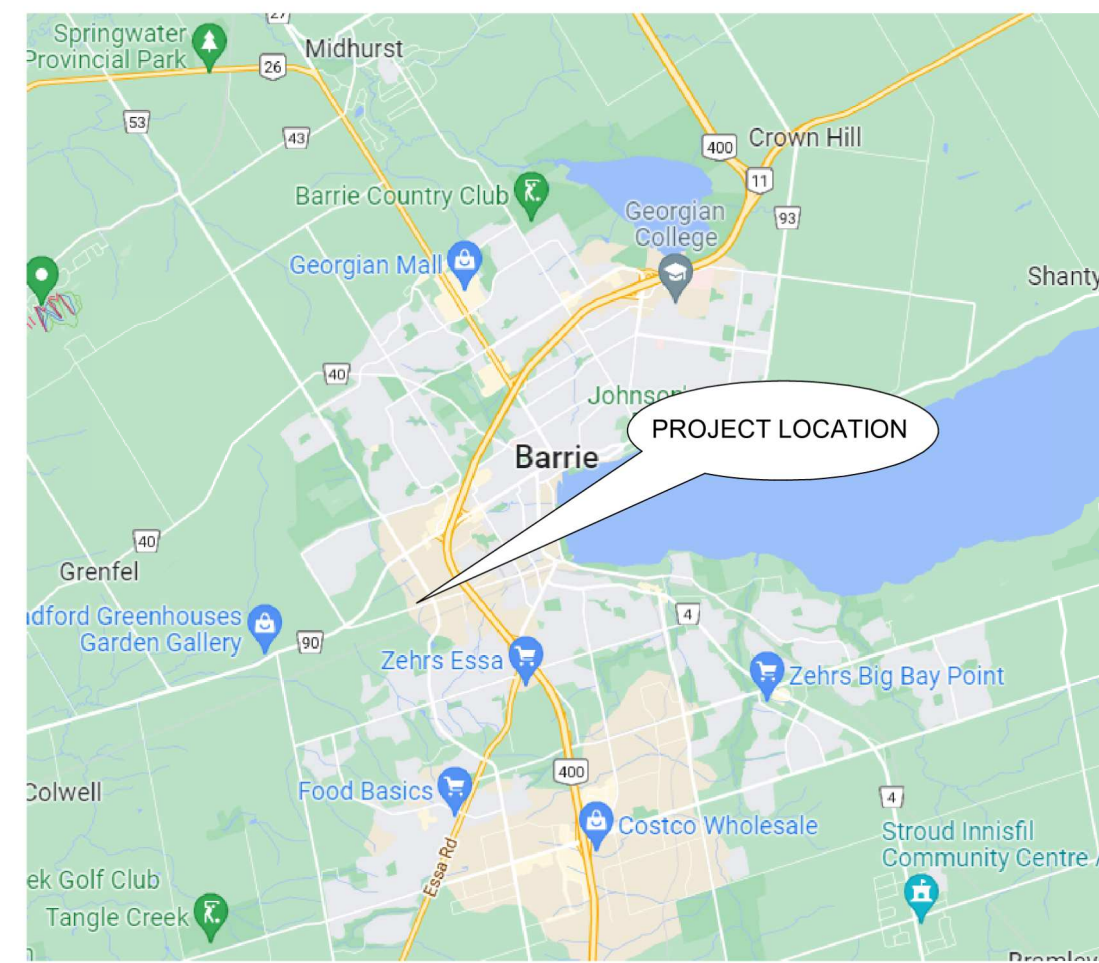 27
Springwater
Provincial Park
Midhurst
26
53
43
400
Crown Hill
11
Barrie Country Club
Georgian
College
93
Georgian Mall
Shanty
40
PROJECT LOCATION
Barrie
40
Grenfel
adford Greenhouses
Garden Gallery
90
4
Zehrs Essa
Zehrs Big Bay Point
400
Colwell
Food Basics
4
Costco Wholesale
Stroud Innisfil
Community Centre
Essa Rd
ek Golf Club
Tangle Creek